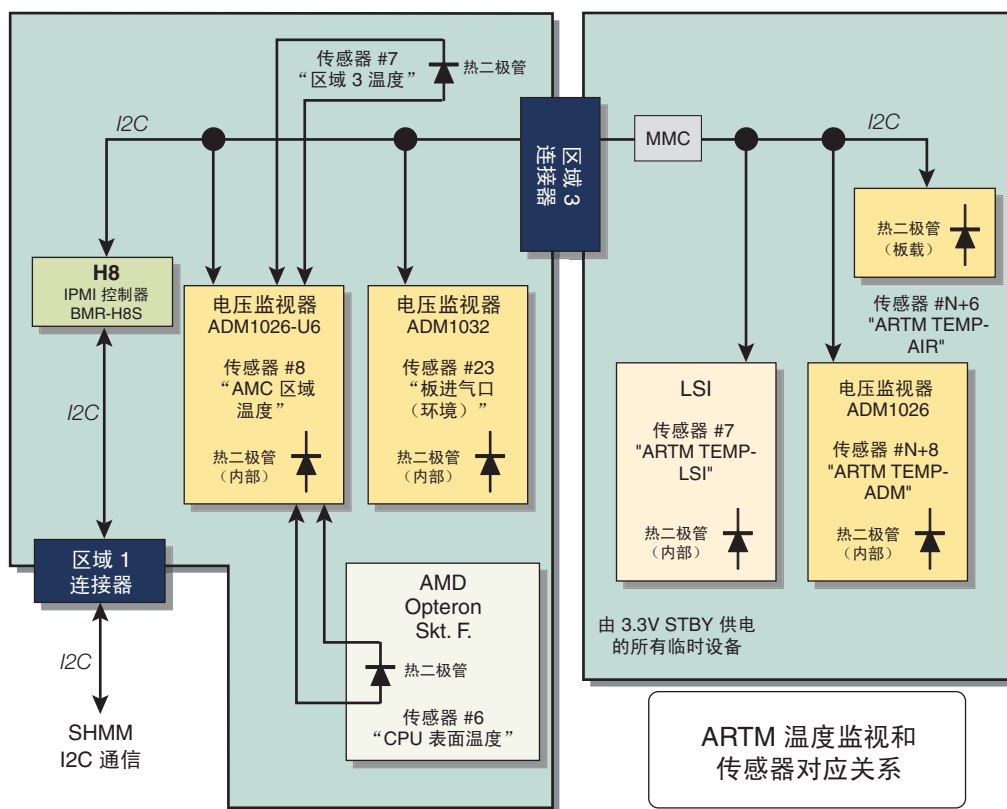 传感器 #7
“区域 3 温度”
热二极管
I2C
区域 3
连接器
MMC
I2C
热二极管
（板载）
传感器 #N+6
"ARTM TEMP-
AIR"
H8
IPMI 控制器
BMR-H8S
电压监视器
ADM1026-U6
传感器 #8
“AMC 区域
温度”
热二极管
（内部）
电压监视器
ADM1032
传感器 #23
“板进气口
（环境）”
热二极管
（内部）
LSI
传感器 #7
"ARTM TEMP-
LSI"
热二极管
（内部）
电压监视器
ADM1026
传感器 #N+8
"ARTM TEMP-
ADM"
热二极管
（内部）
I2C
区域 1
连接器
I2C
SHMM
I2C 通信
AMD
Opteron
Skt. F.
热二极管
传感器 #6
“CPU 表面温度”
由 3.3V STBY 供电
的所有临时设备
ARTM 温度监视和
传感器对应关系